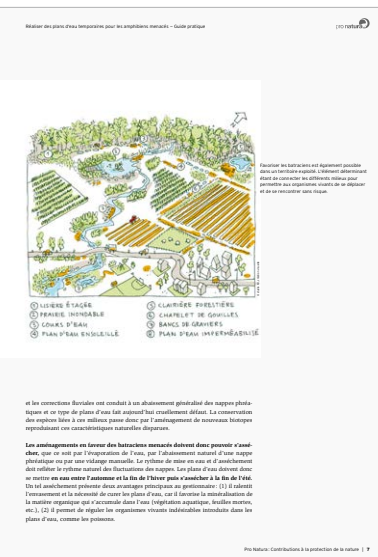 Réaliser des plans d'eau temporaires pour les amphibiens menacés – Guide pratique
pro natura
Favoriser les batraciens est également possible
dans un territoire exploité. L'élément déterminant
étant de connecter les différents milieux pour
permettre aux organismes vivants de se déplacer
et de se rencontrer sans risque.
① LISIÈRE ÉTAGÉE
② PRAIRIE INONDABLE
③ COURS D'EAU
④ PLAN D'EAU ENSOLEILLÉ
⑤ CLAIRIÈRE FORESTIÈRE
⑥ CHAPELET DE GOUILLES
⑦ BANCS DE GRAVIERS
⑧ PLAN D'EAU IMPERMÉABILISÉ
et les corrections fluviales ont conduit à un abaissement généralisé des nappes phréa-
tiques et ce type de plans d'eau fait aujourd'hui cruellement défaut. La conservation
des espèces liées à ces milieux passe donc par l'aménagement de nouveaux biotopes
reproduisant ces caractéristiques naturelles disparues.
Les aménagements en faveur des batraciens menacés doivent donc pouvoir s'assé-
cher, que ce soit par l'évaporation de l'eau, par l'abaissement naturel d'une nappe
phréatique ou par une vidange manuelle. Le rythme de mise en eau et d'assèchement
doit refléter le rythme naturel des fluctuations des nappes. Les plans d'eau doivent donc
se mettre en eau entre l'automne et la fin de l'hiver puis s'assécher à la fin de l'été.
Un tel assèchement présente deux avantages principaux au gestionnaire : (1) il ralentit
l'envasement et la nécessité de curer les plans d'eau, car il favorise la minéralisation de
la matière organique qui s'accumule dans l'eau (végétation aquatique, feuilles mortes,
etc.), (2) il permet de réguler les organismes vivants indésirables introduits dans les
plans d'eau, comme les poissons.
Pro Natura: Contributions à la protection de la nature | 7